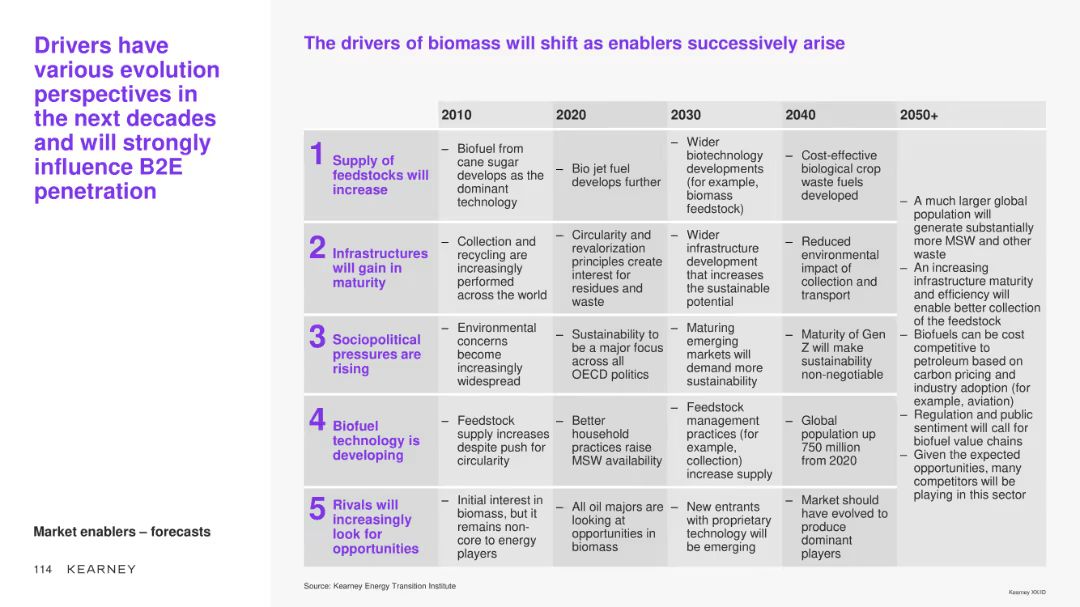 Drivers have
various evolution
perspectives in
the next decades
and will strongly
influence B2E
penetration
Market enablers – forecasts
114 KEARNEY
The drivers of biomass will shift as enablers successively arise
2010
2020
2030
2040
2050+
1 Supply of
feedstocks will
increase
– Biofuel from
cane sugar
develops as the
dominant
technology
– Bio jet fuel
develops further
– Wider
biotechnology
developments
(for example,
biomass
feedstock)
– Cost-effective
biological crop
waste fuels
developed
2 Infrastructures
will gain in
maturity
– Collection and
recycling are
increasingly
performed
across the world
– Circularity and
revalorization
principles create
interest for
residues and
waste
– Wider
infrastructure
development
that increases
the sustainable
potential
– Reduced
environmental
impact of
collection and
transport
3 Sociopolitical
pressures are
rising
– Environmental
concerns
become
increasingly
widespread
– Sustainability to
be a major focus
across all
OECD politics
– Maturing
emerging
markets will
demand more
sustainability
– Maturity of Gen
Z will make
sustainability
non-negotiable
4 Biofuel
technology is
developing
– Feedstock
supply increases
despite push for
circularity
– Better
household
practices raise
MSW availability
– Feedstock
management
practices (for
example,
collection)
increase supply
– Global
population up
750 million
from 2020
5 Rivals will
increasingly
look for
opportunities
– Initial interest in
biomass, but it
remains non-
core to energy
players
– All oil majors are
looking at
opportunities in
biomass
– New entrants
with proprietary
technology will
be emerging
– Market should
have evolved to
produce
dominant
players
– A much larger global
population will
generate substantially
more MSW and other
waste
– An increasing
infrastructure maturity
and efficiency will
enable better collection
of the feedstock
– Biofuels can be cost
competitive to
petroleum based on
carbon pricing and
industry adoption (for
example, aviation)
– Regulation and public
sentiment will call for
biofuel value chains
– Given the expected
opportunities, many
competitors will be
playing in this sector
Source: Kearney Energy Transition Institute
Kearney XX/ID